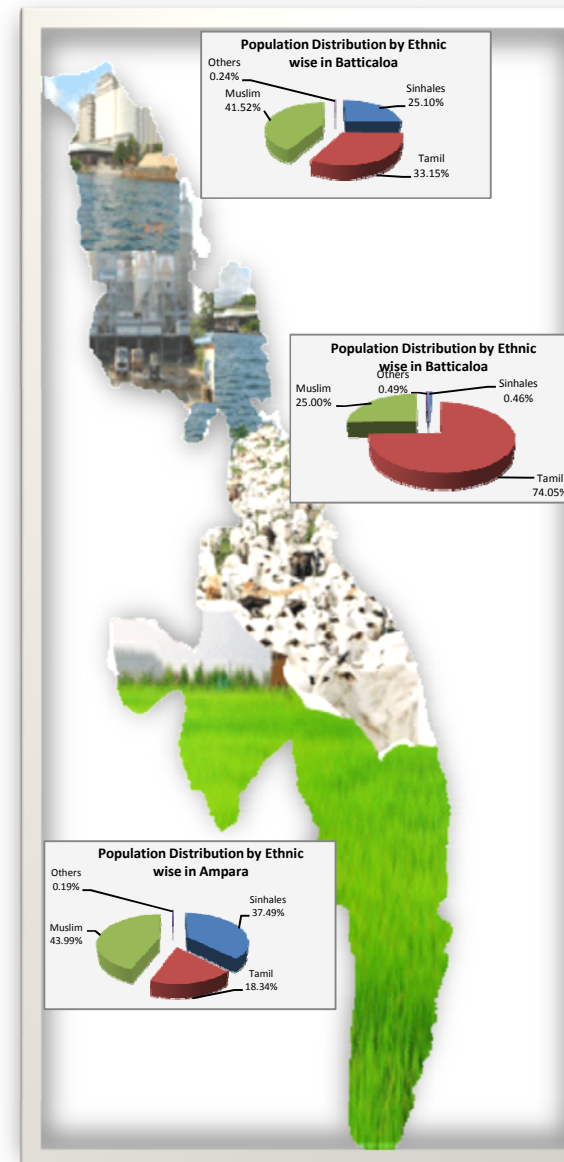 Population Distribution by Ethnic
wise in Batticaloa
Others
0.24%
Muslim
41.52%
Sinhales
25.10%
Tamil
33.15%
Population Distribution by Ethnic
wise in Batticaloa
Others
0.49%
Sinhales
0.46%
Muslim
25.00%
Tamil
74.05%
Population Distribution by Ethnic
wise in Ampara
Others
0.19%
Sinhales
37.49%
Muslim
43.99%
Tamil
18.34%